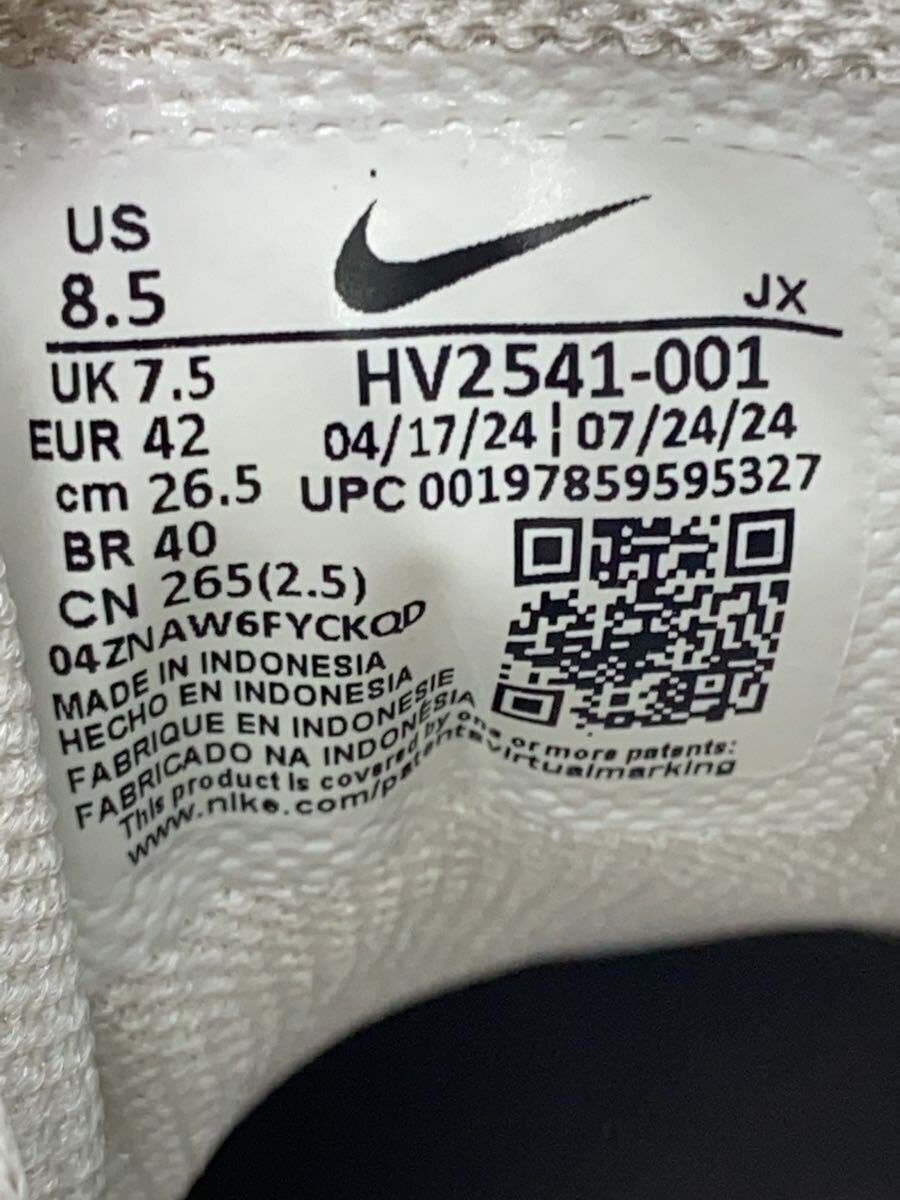 US
8.5
JX
UK 7.5
HV2541-001
EUR 42
04/17/24 | 07/24/24
cm 26.5
UPC 00197859595327
BR 40
CN 265(2.5)
04ZNAW6FYCKQD
MADE IN INDONESIA
HECHO EN INDONESIA
FABRIQUE EN INDONESIE
FABRICADO NA INDONÉSIA
This product is covered by one or more patents:
www.nike.com/patentsvirtualmarking